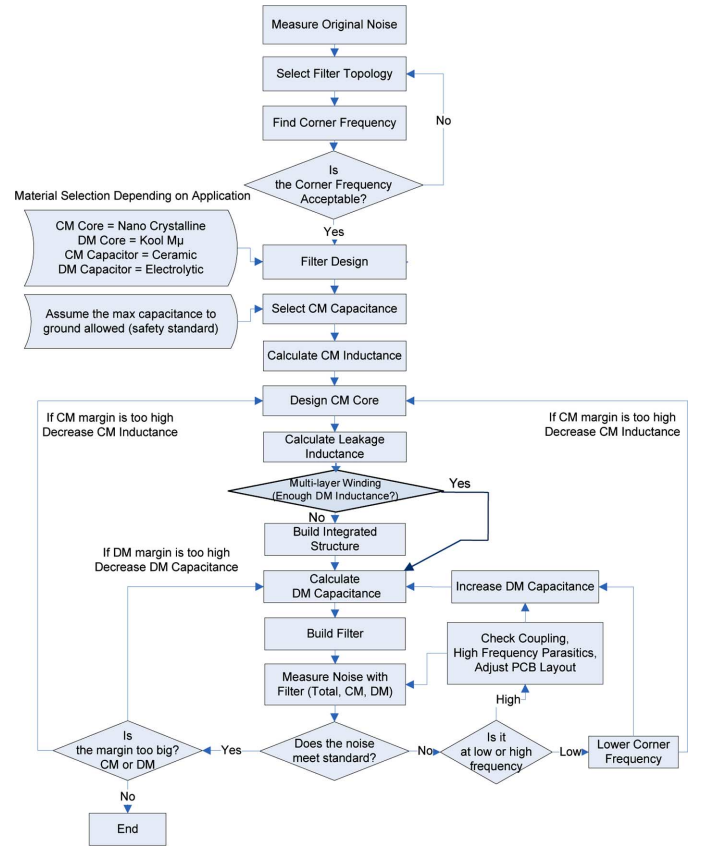 Measure Original Noise
Select Filter Topology
Find Corner Frequency
No
Is
the Corner Frequency
Acceptable?
Material Selection Depending on Application
CM Core = Nano Crystalline
DM Core = Kool Mµ
CM Capacitor = Ceramic
DM Capacitor = Electrolytic
Yes
Filter Design
Assume the max capacitance to
ground allowed (safety standard)
Select CM Capacitance
Calculate CM Inductance
Design CM Core
If CM margin is too high
Decrease CM Inductance
If CM margin is too high
Decrease CM Inductance
Calculate Leakage
Inductance
Multi-layer Winding
(Enough DM Inductance?)
Yes
No
Build Integrated
Structure
If DM margin is too high
Decrease DM Capacitance
Calculate
DM Capacitance
Increase DM Capacitance
Build Filter
Check Coupling,
High Frequency Parasitics,
Adjust PCB Layout
Measure Noise with
Filter (Total, CM, DM)
High
Is
the margin too big?
CM or DM
Yes
Does the noise
meet standard?
No
Is it
at low or high
frequency
Low
Lower Corner
Frequency
No
End